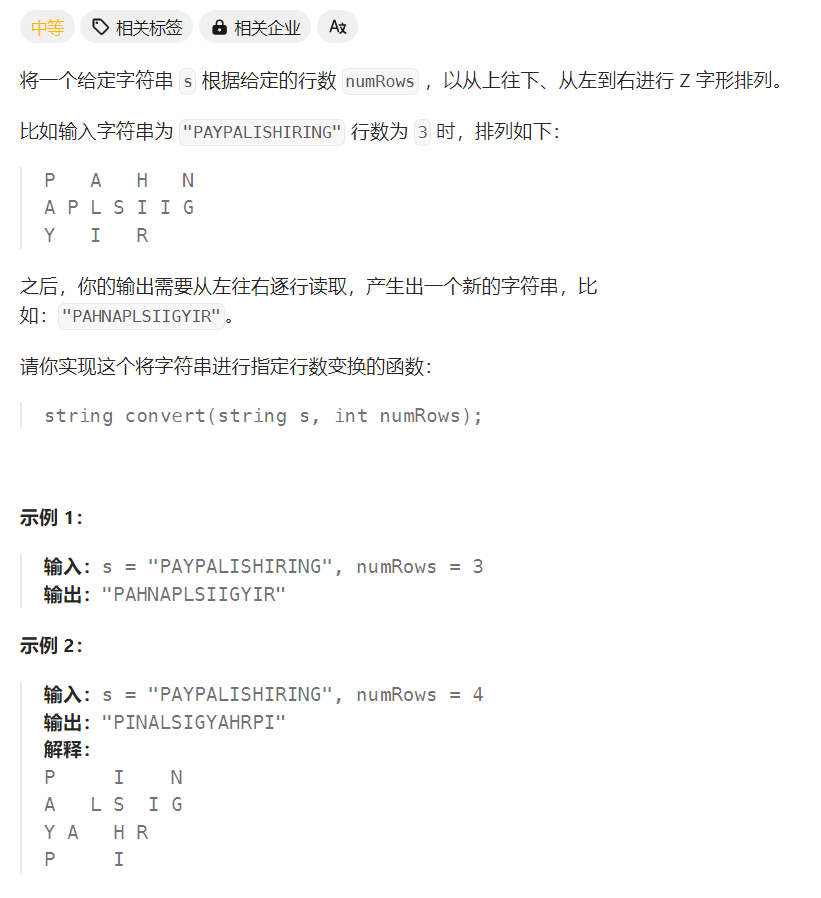 中等 相关标签 相关企业
将一个给定字符串 s 根据给定的行数 numRows ，以从上往下、从左到右进行 Z 字形排列。
比如输入字符串为 "PAYPALISHIRING" 行数为 3 时，排列如下：
P   A   H   N
A P L S I I G
Y   I   R
之后，你的输出需要从左往右逐行读取，产生出一个新的字符串，比
如："PAHNAPLSIIGYIR"。
请你实现这个将字符串进行指定行数变换的函数：
string convert(string s, int numRows);
示例 1：
输入：s = "PAYPALISHIRING", numRows = 3
输出："PAHNAPLSIIGYIR"
示例 2：
输入：s = "PAYPALISHIRING", numRows = 4
输出："PINALSIGYAHRPI"
解释：
P     I    N
A   L S  I G
Y A   H R
P     I